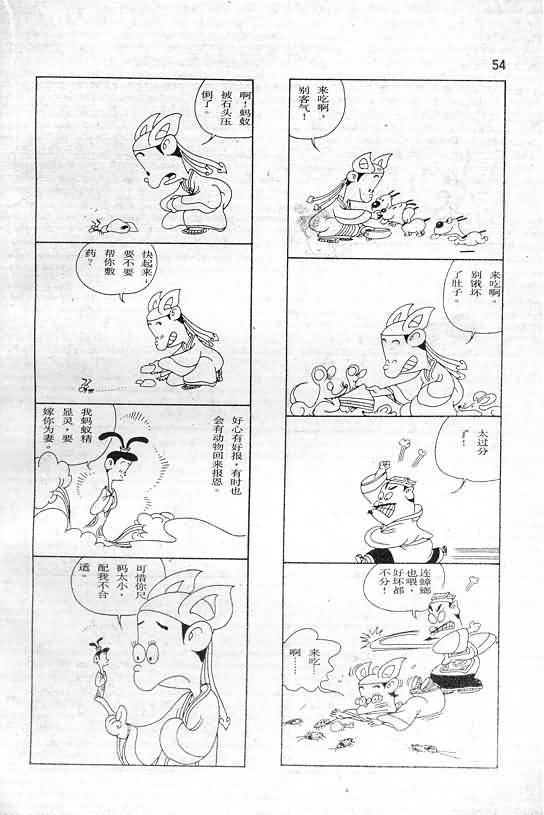 54
来吃啊，
别客气！
来吃啊。
别饿坏
了肚子。
太过分
！
连蟑螂
也喂，
好坏都
不分！
来吃……
啊……
啊！蚂蚁
被石头压
倒了。
快起来，
要不要
帮你敷
药？
好心有好报，有时也
会有动物回来报恩。
我蚂蚁精
显灵，要
嫁你为妻。
可惜你尺
码太小，
配我不合
适。